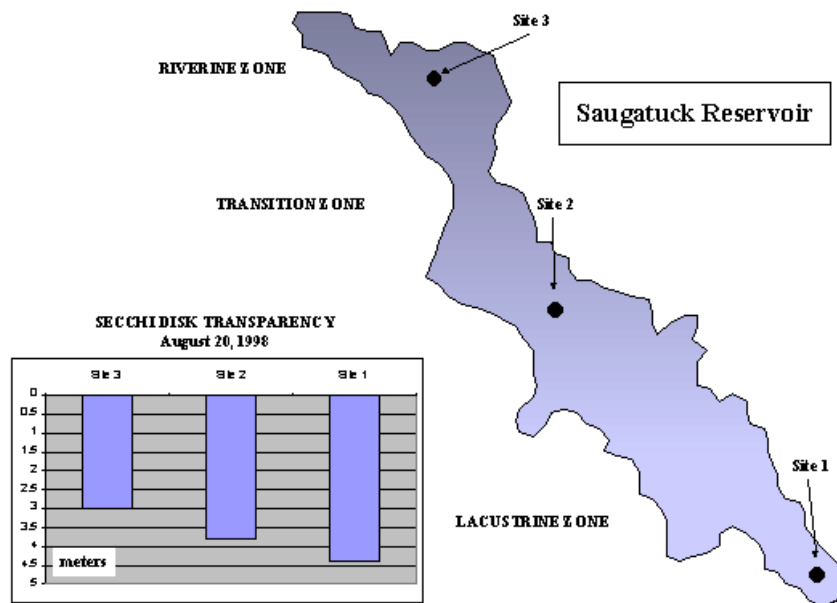 Site 3
RIVERINE ZONE
Saugatuck Reservoir
TRANSITION ZONE
Site 2
SECCHI DISK TRANSPARENCY
August 20, 1998
Site 3 Site 2 Site 1
0
0.5
1
1.5
2
2.5
3
3.5
4
4.5
5
meters
Site 1
LACUSTRINE ZONE